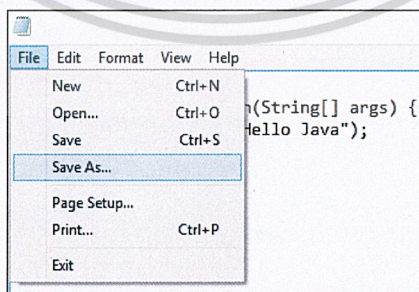 File Edit Format View Help
New Ctrl+N
Open... Ctrl+O
(String[] args) {
Save Ctrl+S
ello Java");
Save As...
Page Setup...
Print... Ctrl+P
Exit